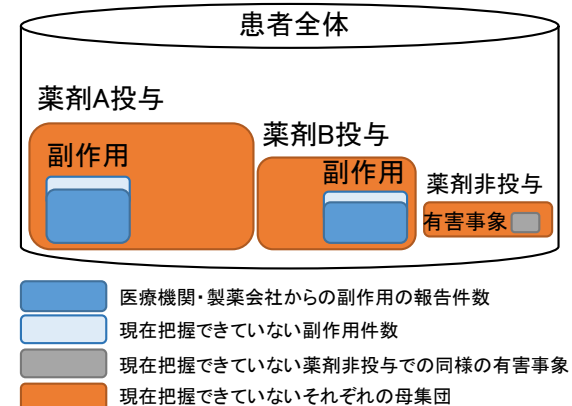 患者全体
薬剤A投与
薬剤B投与
副作用
副作用
薬剤非投与
有害事象
医療機関・製薬会社からの副作用の報告件数
現在把握できていない副作用件数
現在把握できていない薬剤非投与での同様の有害事象
現在把握できていないそれぞれの母集団